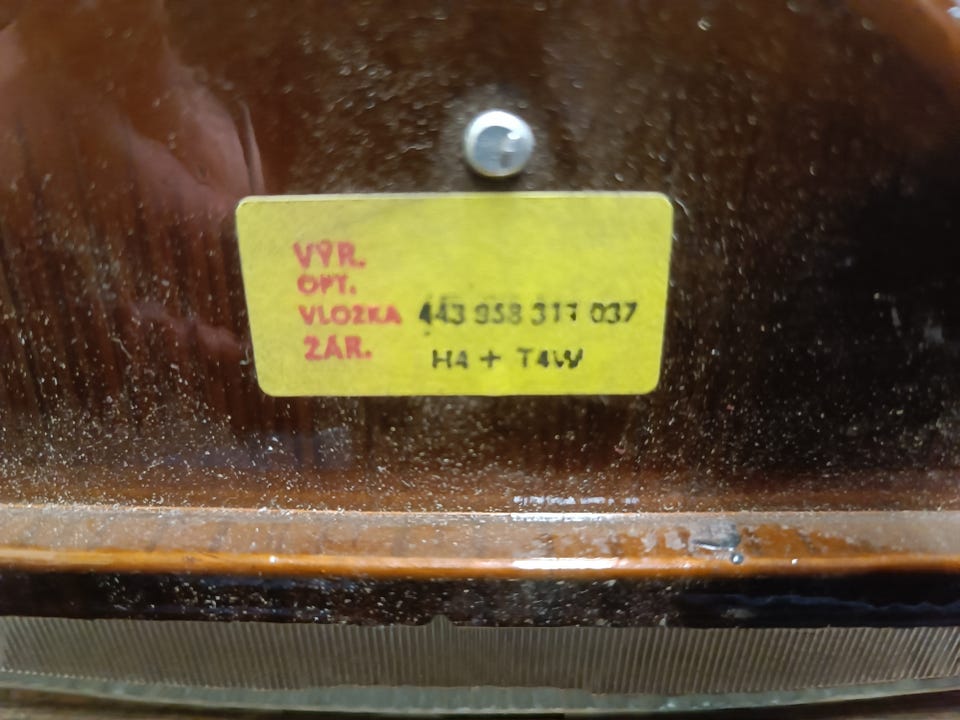 VÝR.
OPT.
VLOŽKA 443 958 311 037
ŽÁR. H4 + T4W